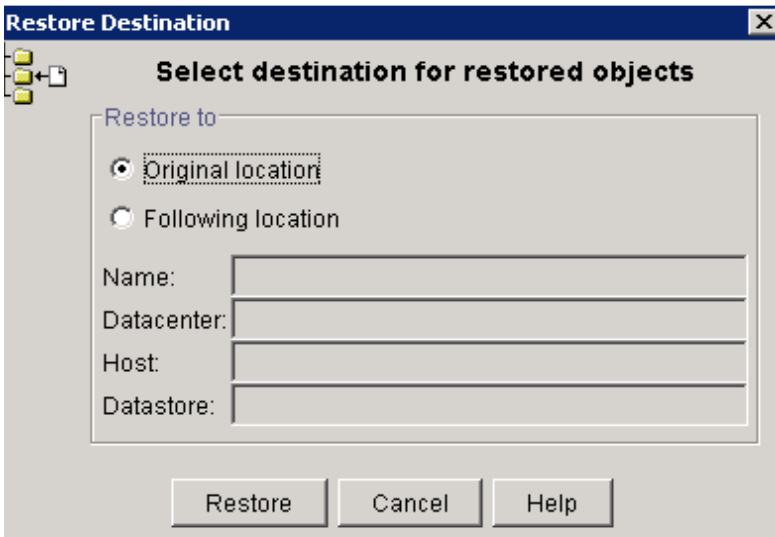 Restore Destination
Select destination for restored objects
Restore to
Original location
Following location
Name:
Datacenter:
Host:
Datastore:
Restore Cancel Help